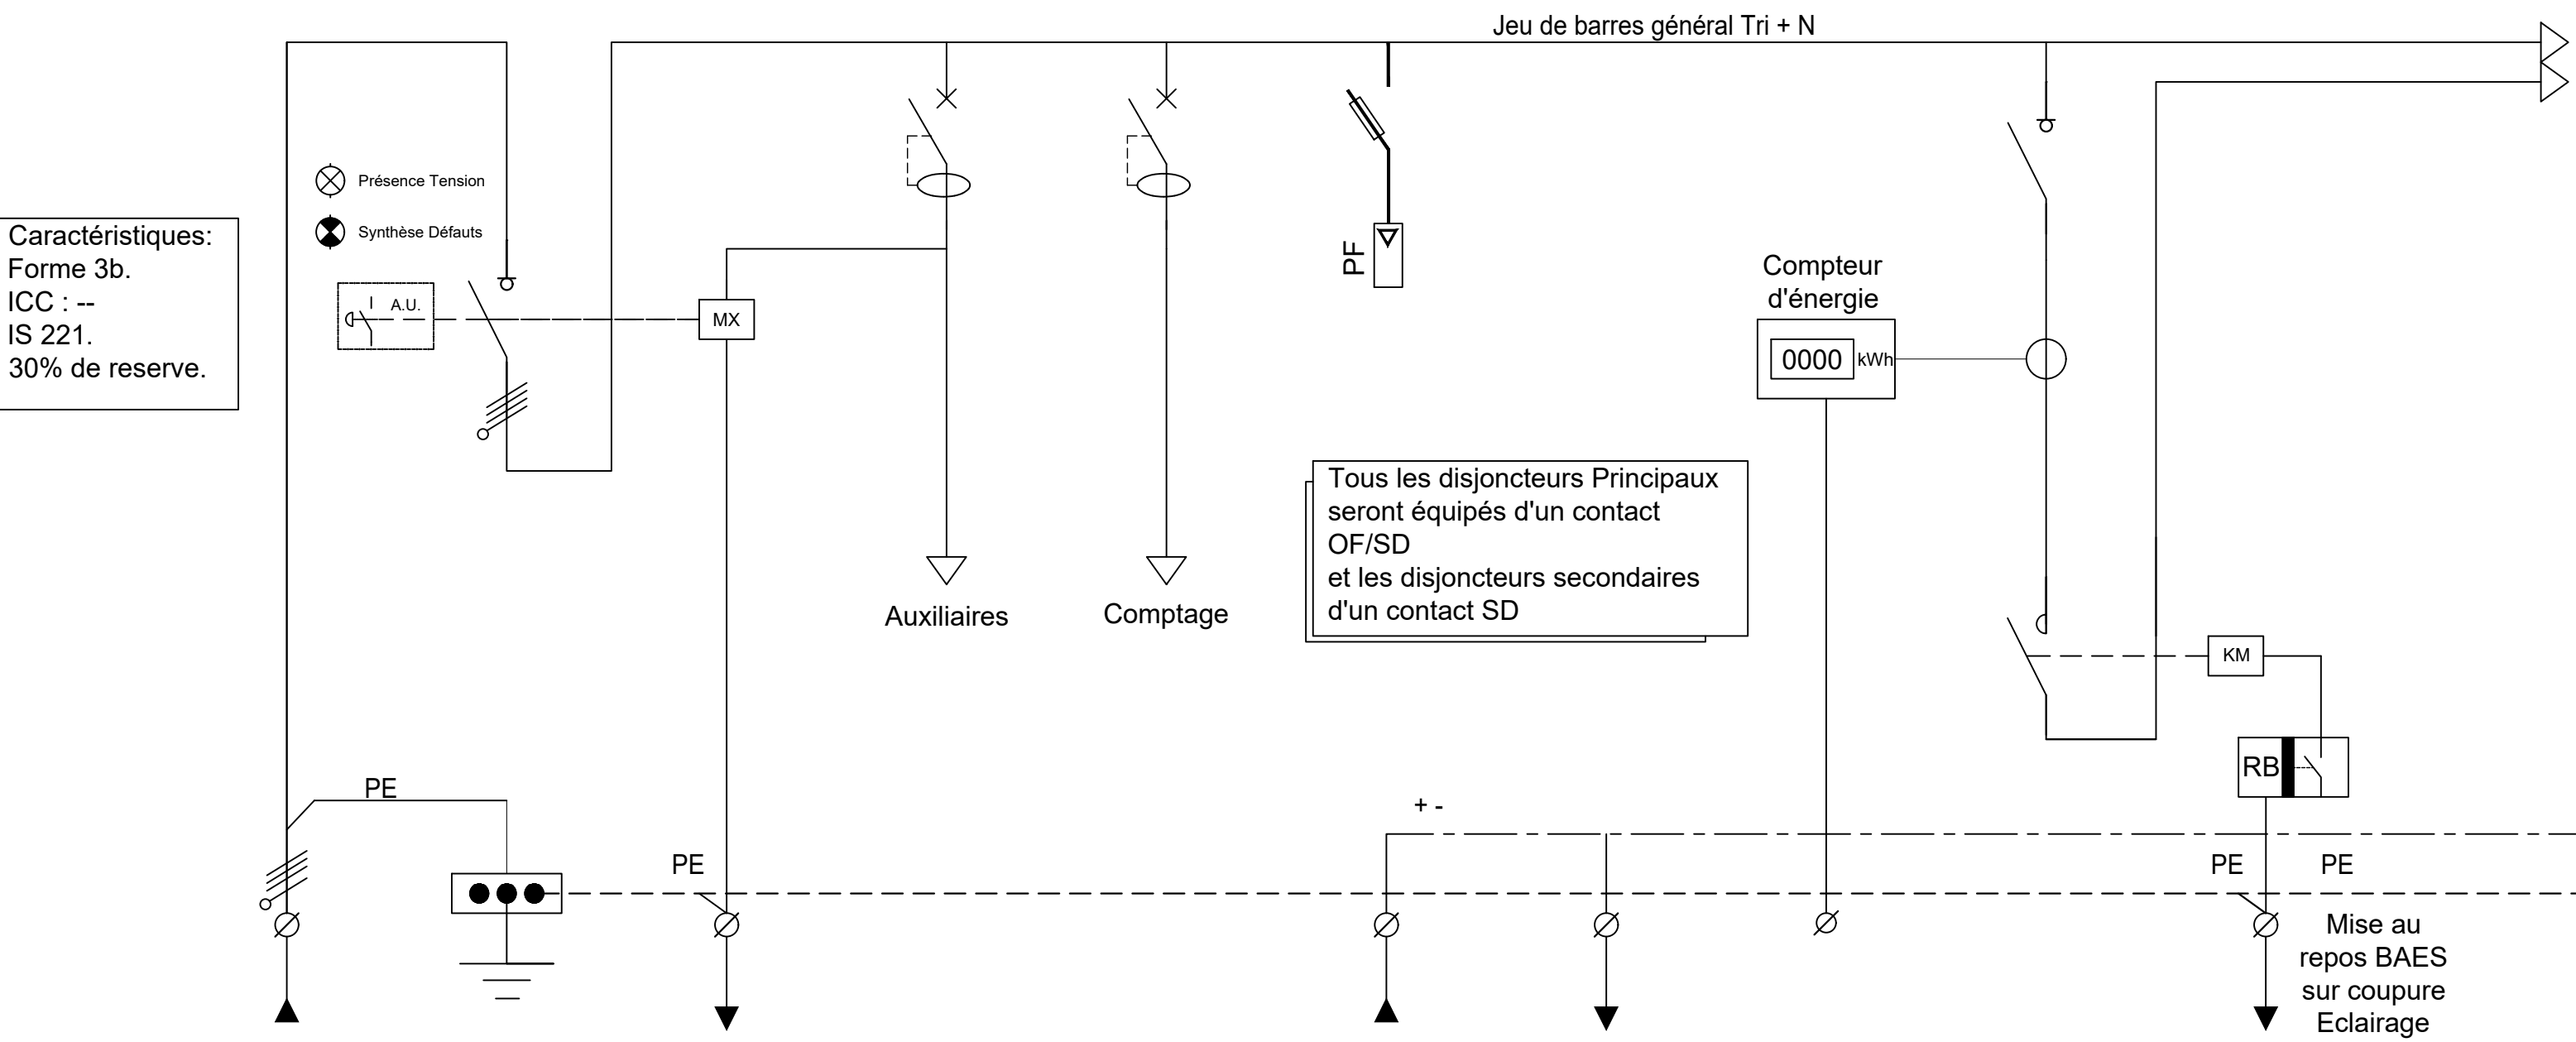 Jeu de barres général Tri + N
Présence Tension
Synthèse Défauts
Caractéristiques:
Forme 3b.
ICC : --
IS 221.
30% de reserve.
A.U.
MX
PF
Compteur
d'énergie
0000 kWh
Tous les disjoncteurs Principaux
seront équipés d'un contact
OF/SD
et les disjoncteurs secondaires
d'un contact SD
Auxiliaires
Comptage
KM
RB
PE
+ -
PE
PE
PE
Mise au
repos BAES
sur coupure
Eclairage